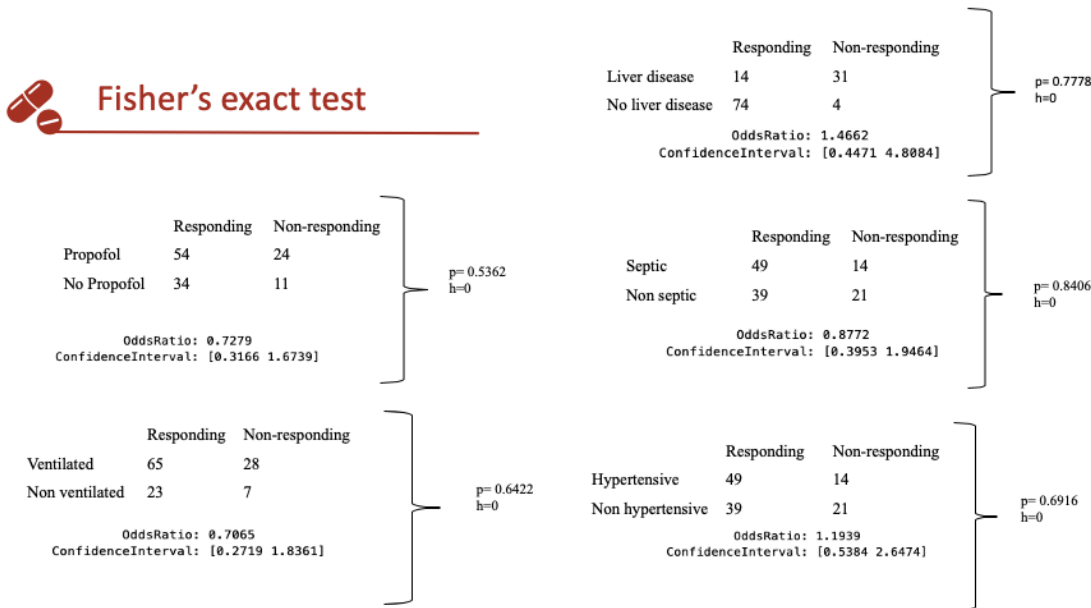 Fisher's exact test
Responding Non-responding
Liver disease 14 31
No liver disease 74 4
OddsRatio: 1.4662
ConfidenceInterval: [0.4471 4.8084]
p= 0.7778
h=0
Responding Non-responding
Propofol 54 24
No Propofol 34 11
OddsRatio: 0.7279
ConfidenceInterval: [0.3166 1.6739]
p= 0.5362
h=0
Responding Non-responding
Septic 49 14
Non septic 39 21
OddsRatio: 0.8772
ConfidenceInterval: [0.3953 1.9464]
p= 0.8406
h=0
Responding Non-responding
Ventilated 65 28
Non ventilated 23 7
OddsRatio: 0.7065
ConfidenceInterval: [0.2719 1.8361]
p= 0.6422
h=0
Responding Non-responding
Hypertensive 49 14
Non hypertensive 39 21
OddsRatio: 1.1939
ConfidenceInterval: [0.5384 2.6474]
p= 0.6916
h=0